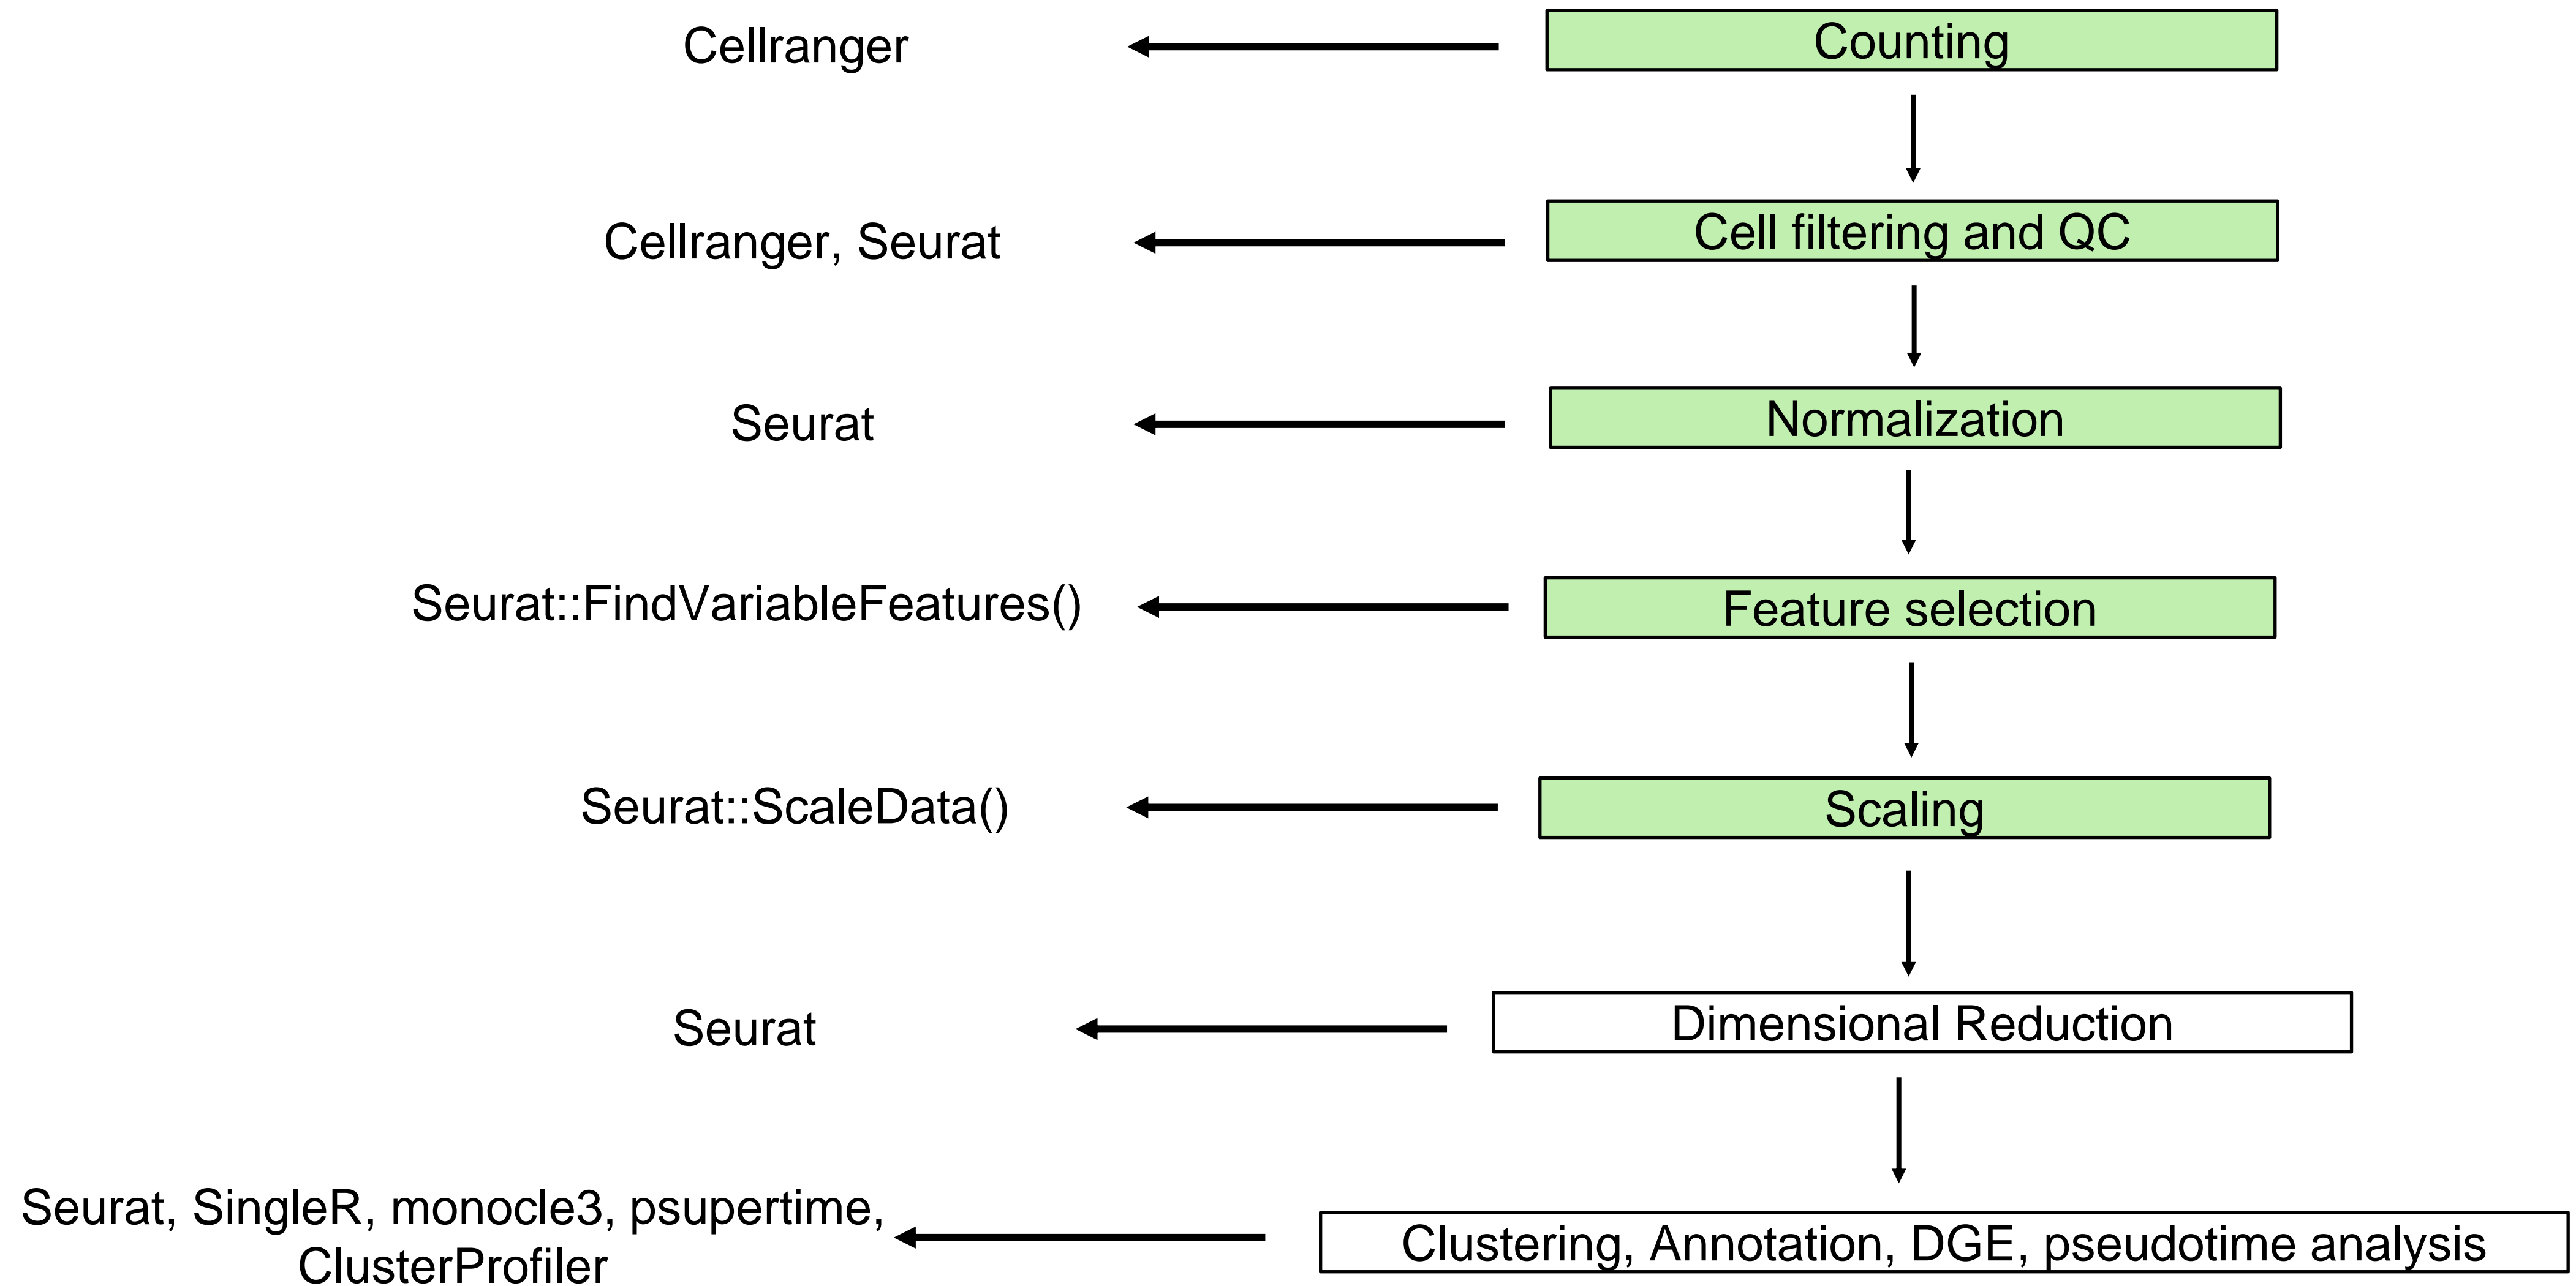 Cellranger
Counting
Cellranger, Seurat
Cell filtering and QC
Seurat
Normalization
Seurat::FindVariableFeatures()
Feature selection
Seurat::ScaleData()
Scaling
Seurat
Dimensional Reduction
Seurat, SingleR, monocle3, psupertime,
ClusterProfiler
Clustering, Annotation, DGE, pseudotime analysis